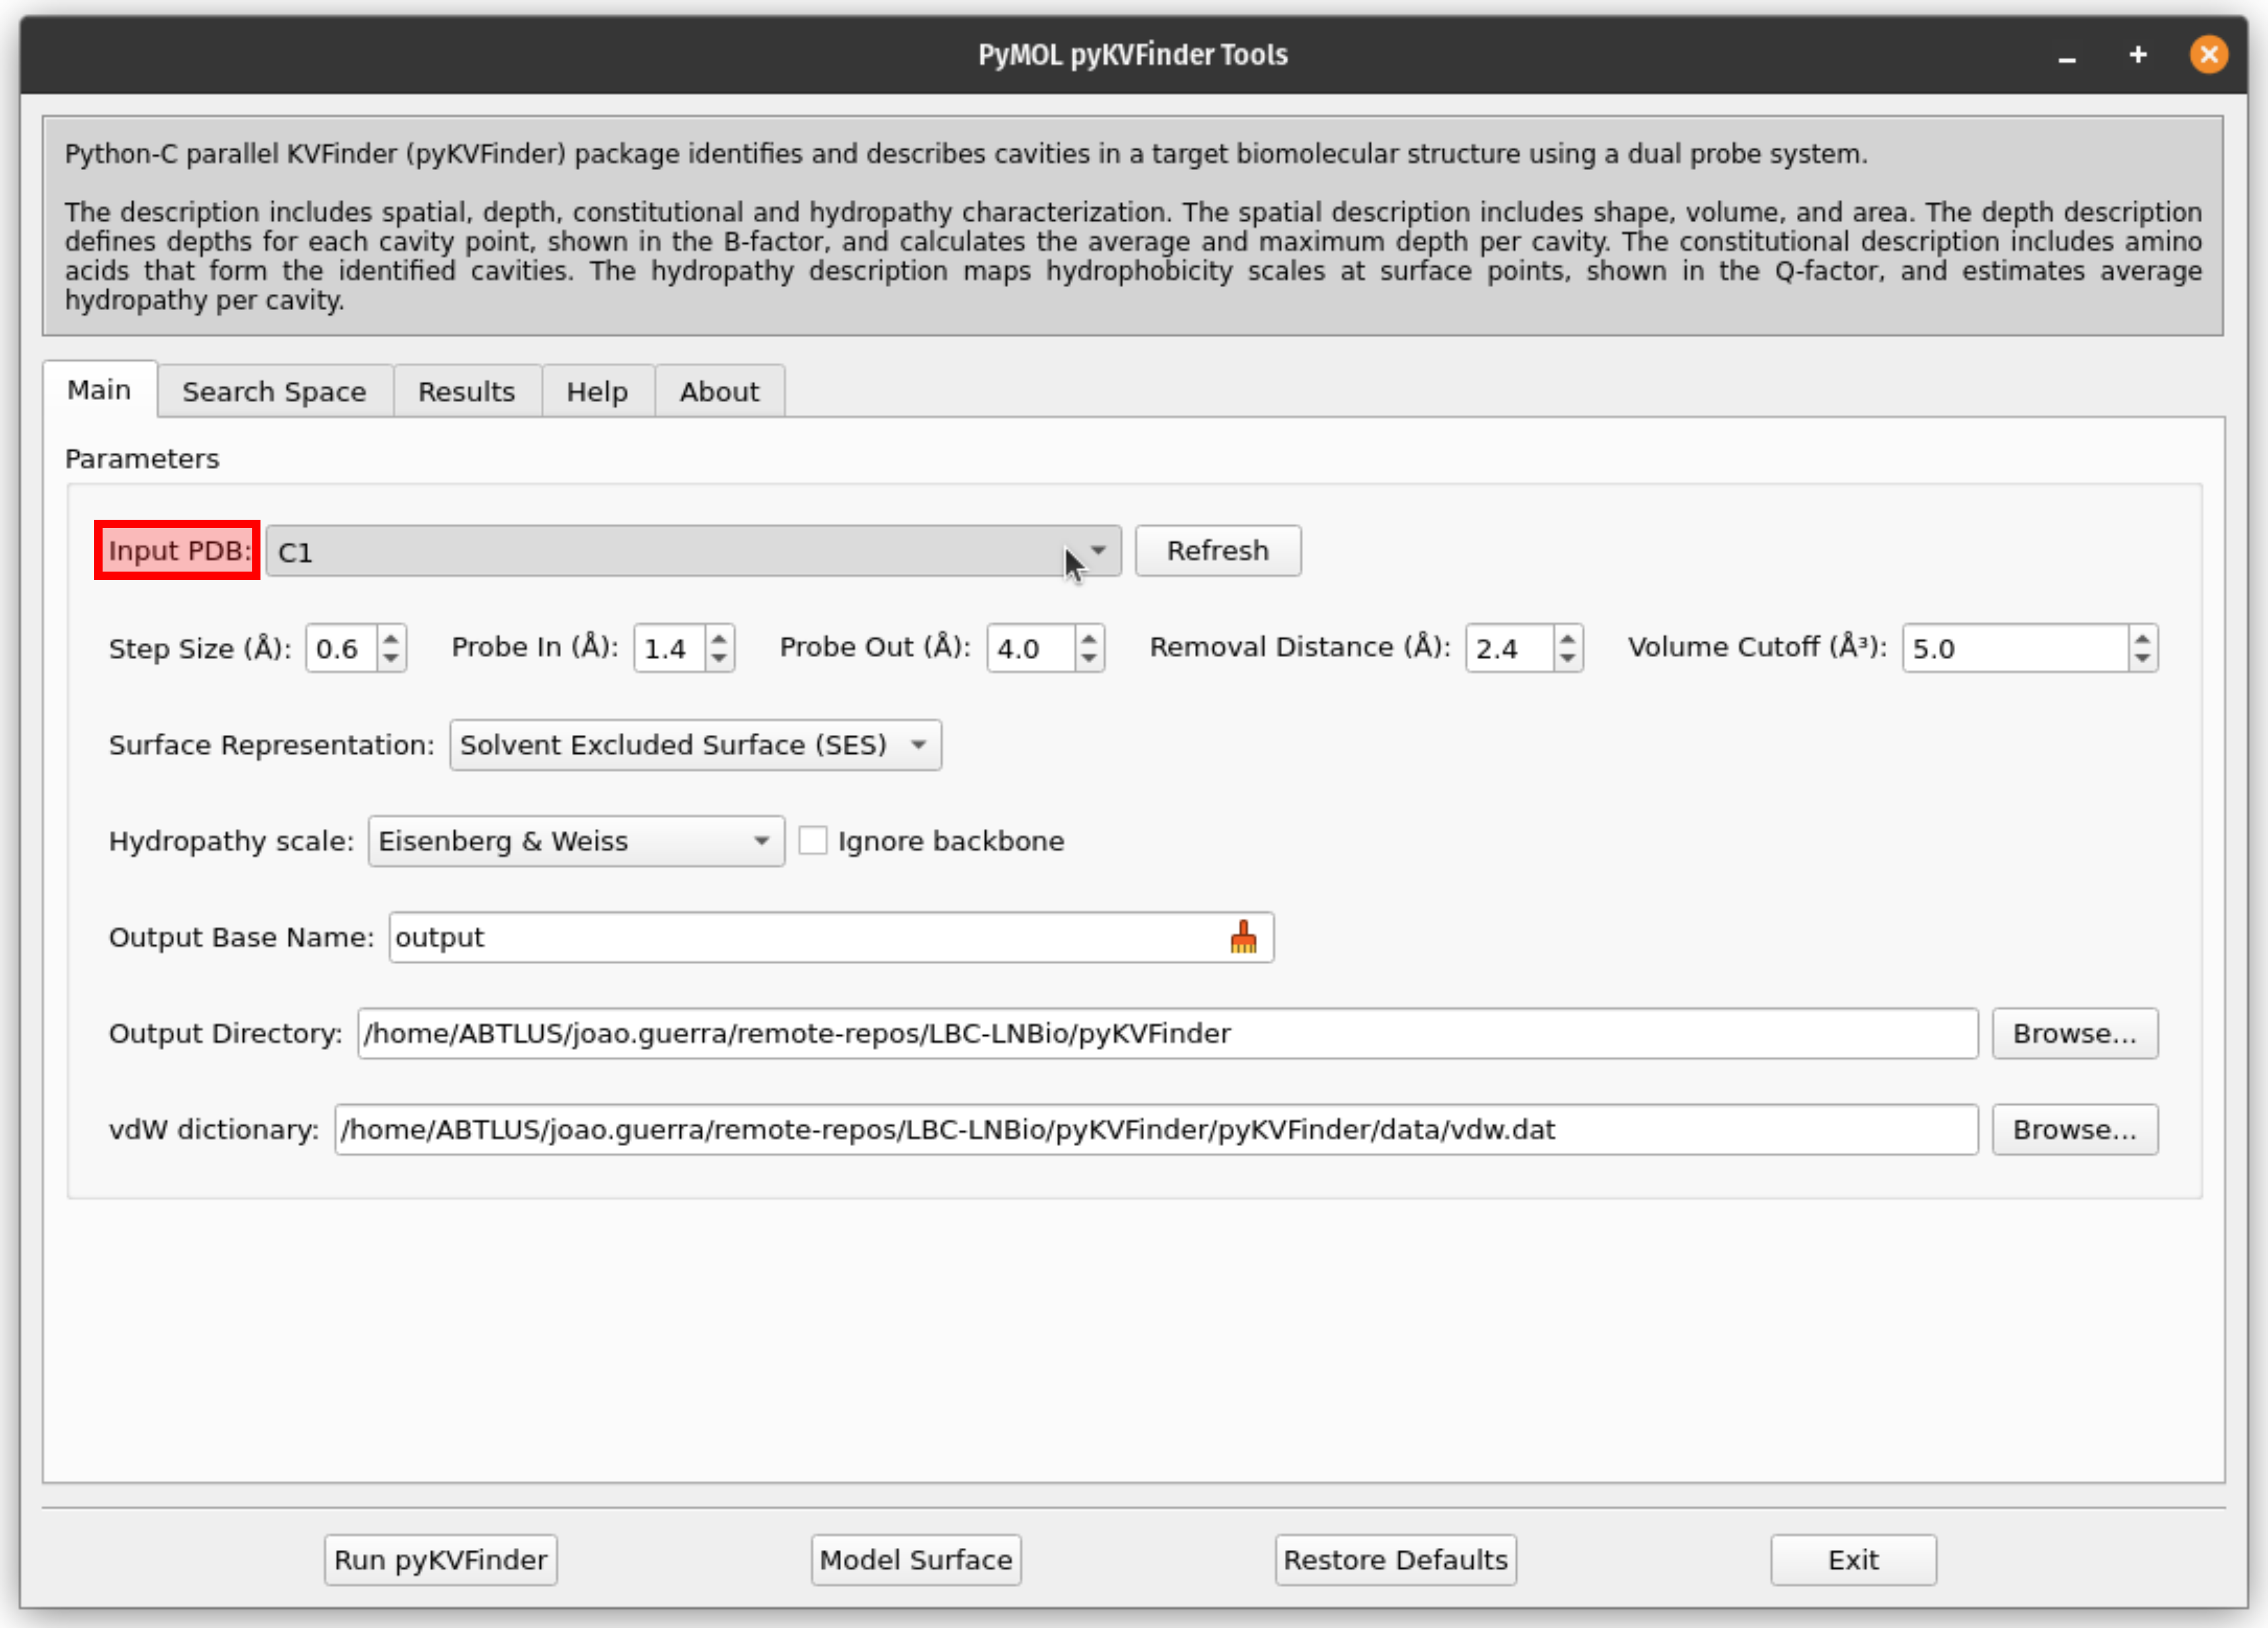 PyMOL pyKVFinder Tools
Python-C parallel KVFinder (pyKVFinder) package identifies and describes cavities in a target biomolecular structure using a dual probe system.
The description includes spatial, depth, constitutional and hydropathy characterization. The spatial description includes shape, volume, and area. The depth description
defines depths for each cavity point, shown in the B-factor, and calculates the average and maximum depth per cavity. The constitutional description includes amino
acids that form the identified cavities. The hydropathy description maps hydrophobicity scales at surface points, shown in the Q-factor, and estimates average
hydropathy per cavity.
Main Search Space Results Help About
Parameters
Input PDB: C1 Refresh
Step Size (Å): 0.6 Probe In (Å): 1.4 Probe Out (Å): 4.0 Removal Distance (Å): 2.4 Volume Cutoff (Å³): 5.0
Surface Representation: Solvent Excluded Surface (SES)
Hydropathy scale: Eisenberg & Weiss Ignore backbone
Output Base Name: output
Output Directory: /home/ABTLUS/joao.guerra/remote-repos/LBC-LNBio/pyKVFinder Browse...
vdW dictionary: /home/ABTLUS/joao.guerra/remote-repos/LBC-LNBio/pyKVFinder/pyKVFinder/data/vdw.dat Browse...
Run pyKVFinder Model Surface Restore Defaults Exit